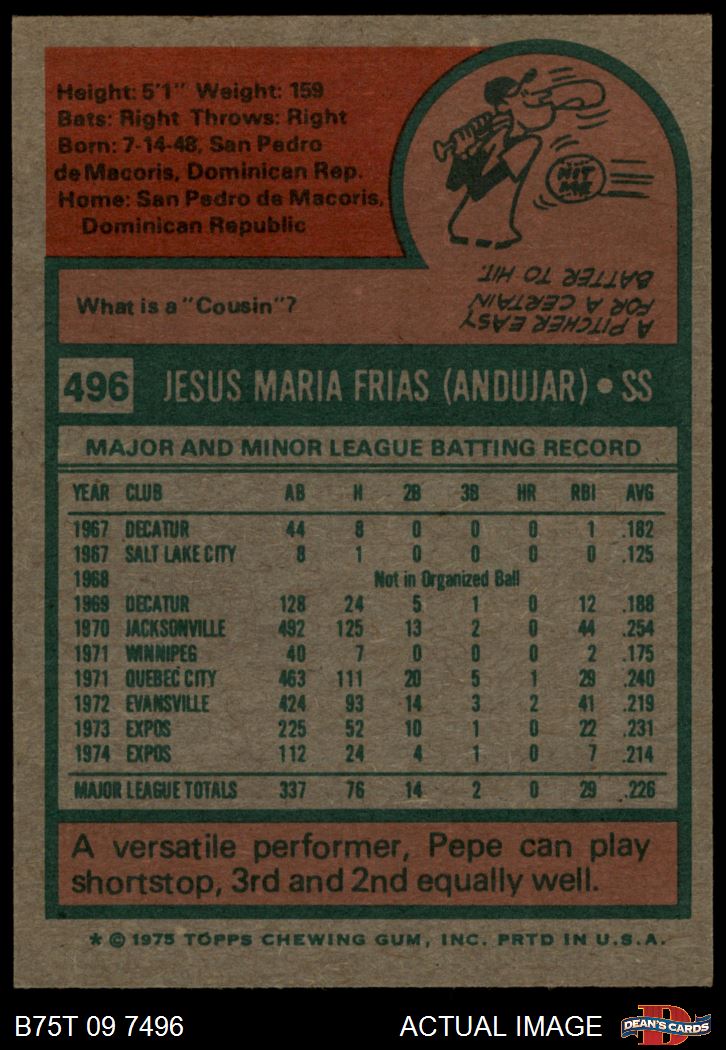 Height: 5'1" Weight: 159
Bats: Right Throws: Right
Born: 7-14-48, San Pedro
de Macoris, Dominican Rep.
Home: San Pedro de Macoris,
Dominican Republic
HIT
ME
What is a "Cousin"?
A PITCHER EASY
FOR A CERTAIN
BATTER TO HIT.
496 JESUS MARIA FRIAS (ANDUJAR) • SS
MAJOR AND MINOR LEAGUE BATTING RECORD
YEAR CLUB AB H 2B 3B HR RBI AVG
1967 DECATUR 44 8 0 0 0 1 .182
1967 SALT LAKE CITY 8 1 0 0 0 0 .125
1968 Not in Organized Ball
1969 DECATUR 128 24 5 1 0 12 .188
1970 JACKSONVILLE 492 125 13 2 0 44 .254
1971 WINNIPEG 40 7 0 0 0 2 .175
1971 QUEBEC CITY 463 111 20 5 1 29 .240
1972 EVANSVILLE 424 93 14 3 2 41 .219
1973 EXPOS 225 52 10 1 0 22 .231
1974 EXPOS 112 24 4 1 0 7 .214
MAJOR LEAGUE TOTALS 337 76 14 2 0 29 .226
A versatile performer, Pepe can play
shortstop, 3rd and 2nd equally well.
* © 1975 TOPPS CHEWING GUM, INC. PRTD IN U.S.A.
B75T 09 7496 ACTUAL IMAGE
D
DEAN'S CARDS